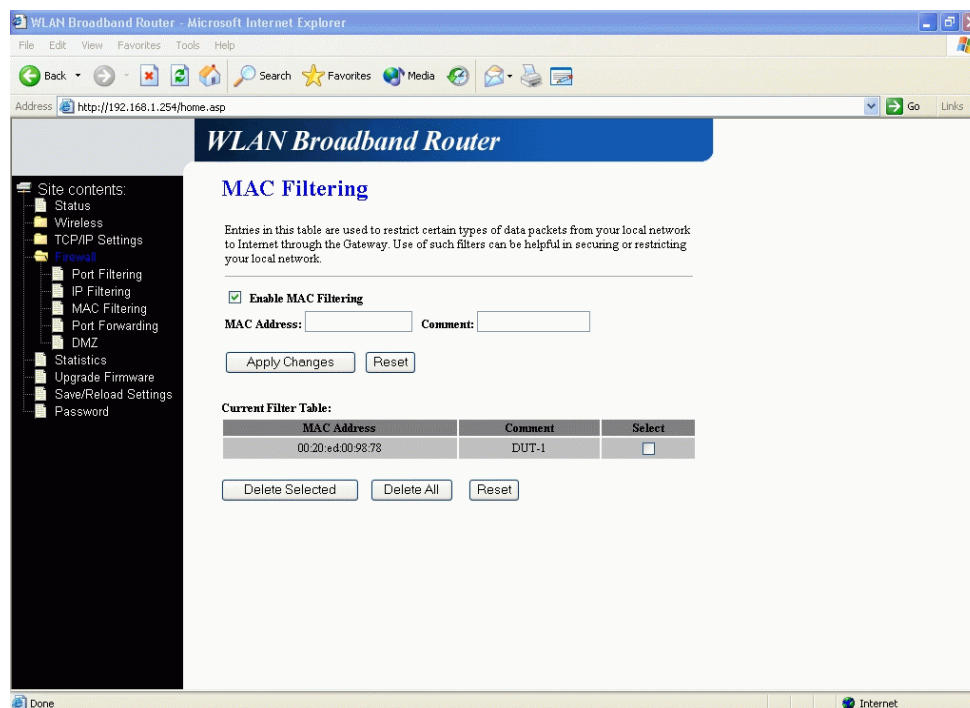 WLAN Broadband Router - Microsoft Internet Explorer
File Edit View Favorites Tools Help
Back Search Favorites Media
Address http://192.168.1.254/home.asp Go Links
WLAN Broadband Router
Site contents:
Status
Wireless
TCP/IP Settings
Firewall
Port Filtering
IP Filtering
MAC Filtering
Port Forwarding
DMZ
Statistics
Upgrade Firmware
Save/Reload Settings
Password
MAC Filtering
Entries in this table are used to restrict certain types of data packets from your local network
to Internet through the Gateway. Use of such filters can be helpful in securing or restricting
your local network.
Enable MAC Filtering
MAC Address: Comment:
Apply Changes Reset
Current Filter Table:
MAC Address Comment Select
00:20:ed:00:98:78 DUT-1
Delete Selected Delete All Reset
Done Internet